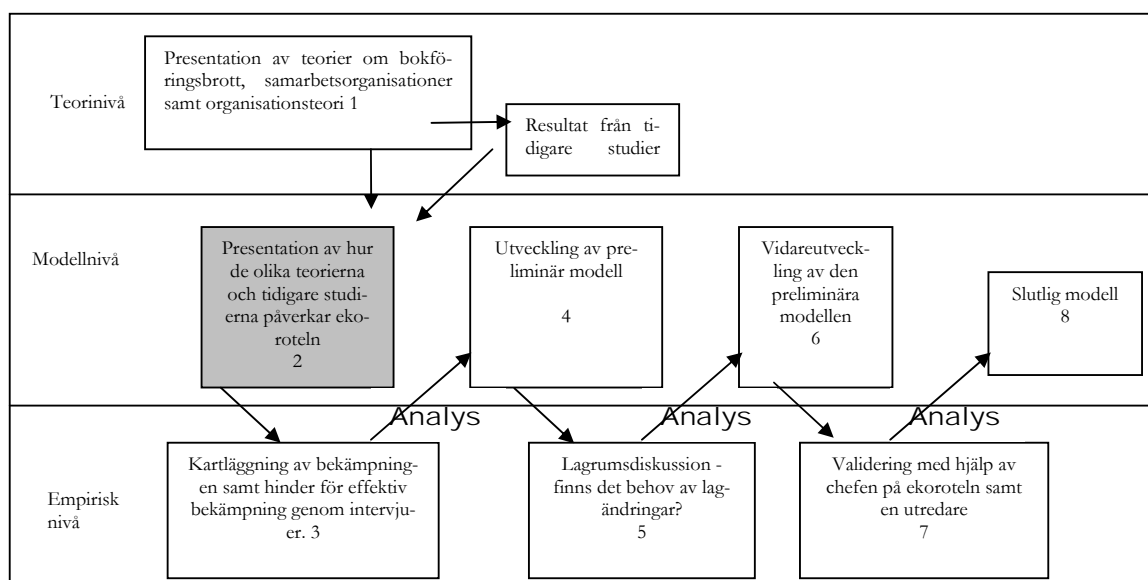 Teorinivå
Presentation av teorier om bokfö-
ringsbrott, samarbetsorganisationer
samt organisationsteori 1
Resultat från ti-
digare studier
Modellnivå
Presentation av hur
de olika teorierna
och tidigare studi-
erna påverkar eko-
roteln
2
Utveckling av pre-
liminär modell
4
Vidareutveck-
ling av den
preliminära
modellen
6
Slutlig modell
8
Analys
Analys
Analys
Empirisk
nivå
Kartläggning av bekämpning-
en samt hinder för effektiv
bekämpning genom intervju-
er. 3
Lagrumsdiskussion -
finns det behov av lag-
ändringar?
5
Validering med hjälp av
chefen på ekoroteln samt
en utredare
7